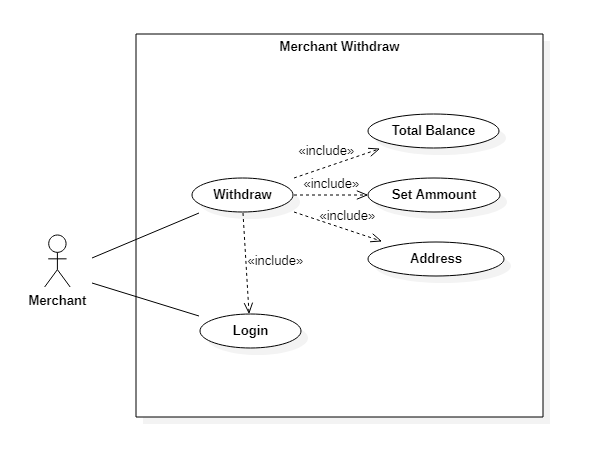 Merchant Withdraw
Total Balance
«include»
Withdraw
«include»
Set Ammount
«include»
Address
«include»
Merchant
Login